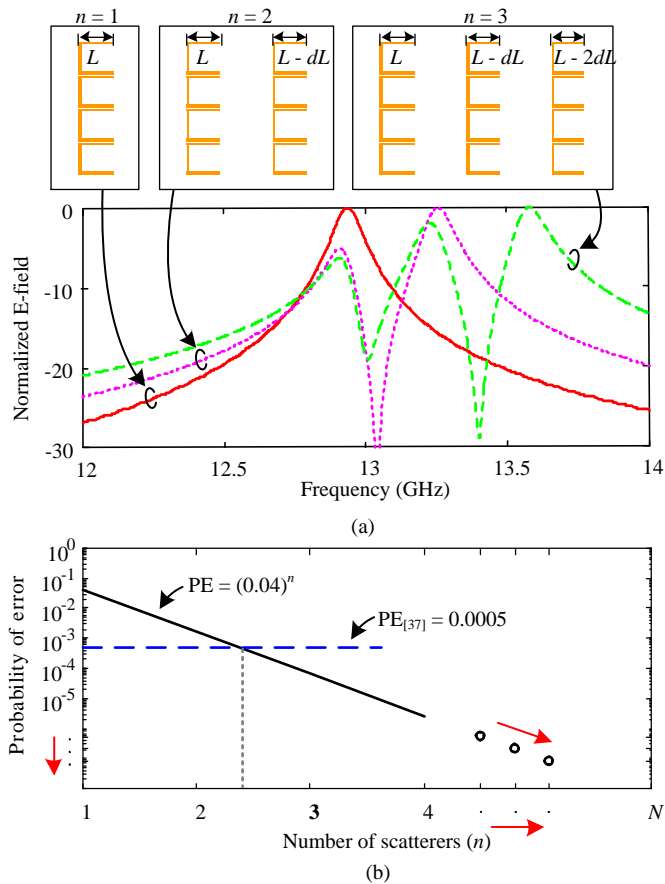 n = 1
n = 2
n = 3
L
L
L - dL
L
L - dL
L - 2dL
Normalized E-field
0
-10
-20
-30
12
12.5
13
13.5
14
Frequency (GHz)
(a)
Probability of error
10^0
10^-1
10^-2
10^-3
10^-4
10^-5
PE = (0.04)^n
PE_[37] = 0.0005
1
2
3
4
N
Number of scatterers (n)
(b)